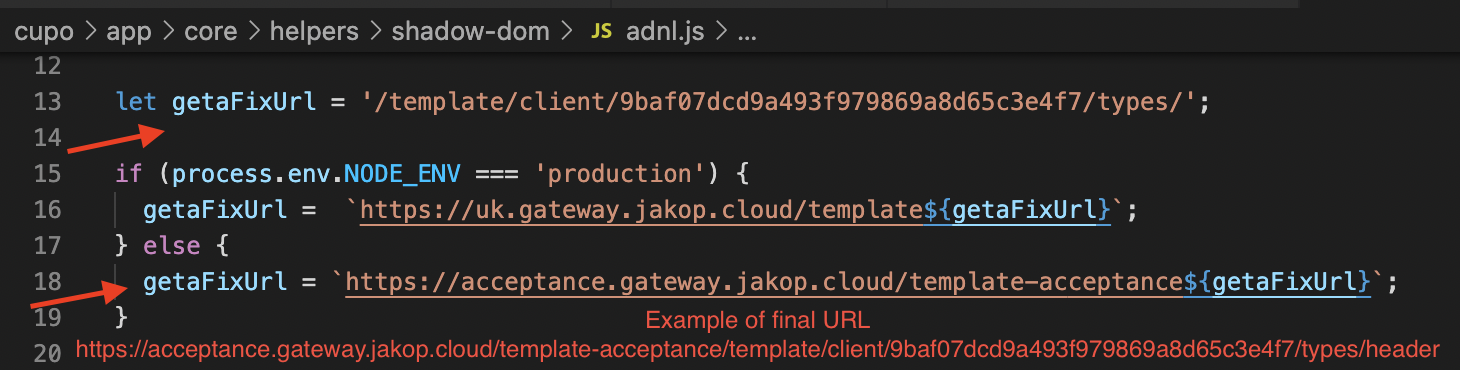 cupo > app > core > helpers > shadow-dom > JS adnl.js > ...
12
13 let getaFixUrl = '/template/client/9baf07dcd9a493f979869a8d65c3e4f7/types/';
14
15 if (process.env.NODE_ENV === 'production') {
16 getaFixUrl =  `https://uk.gateway.jakop.cloud/template${getaFixUrl}`;
17 } else {
18 getaFixUrl = `https://acceptance.gateway.jakop.cloud/template-acceptance${getaFixUrl}`;
19 }
Example of final URL
20 https://acceptance.gateway.jakop.cloud/template-acceptance/template/client/9baf07dcd9a493f979869a8d65c3e4f7/types/header